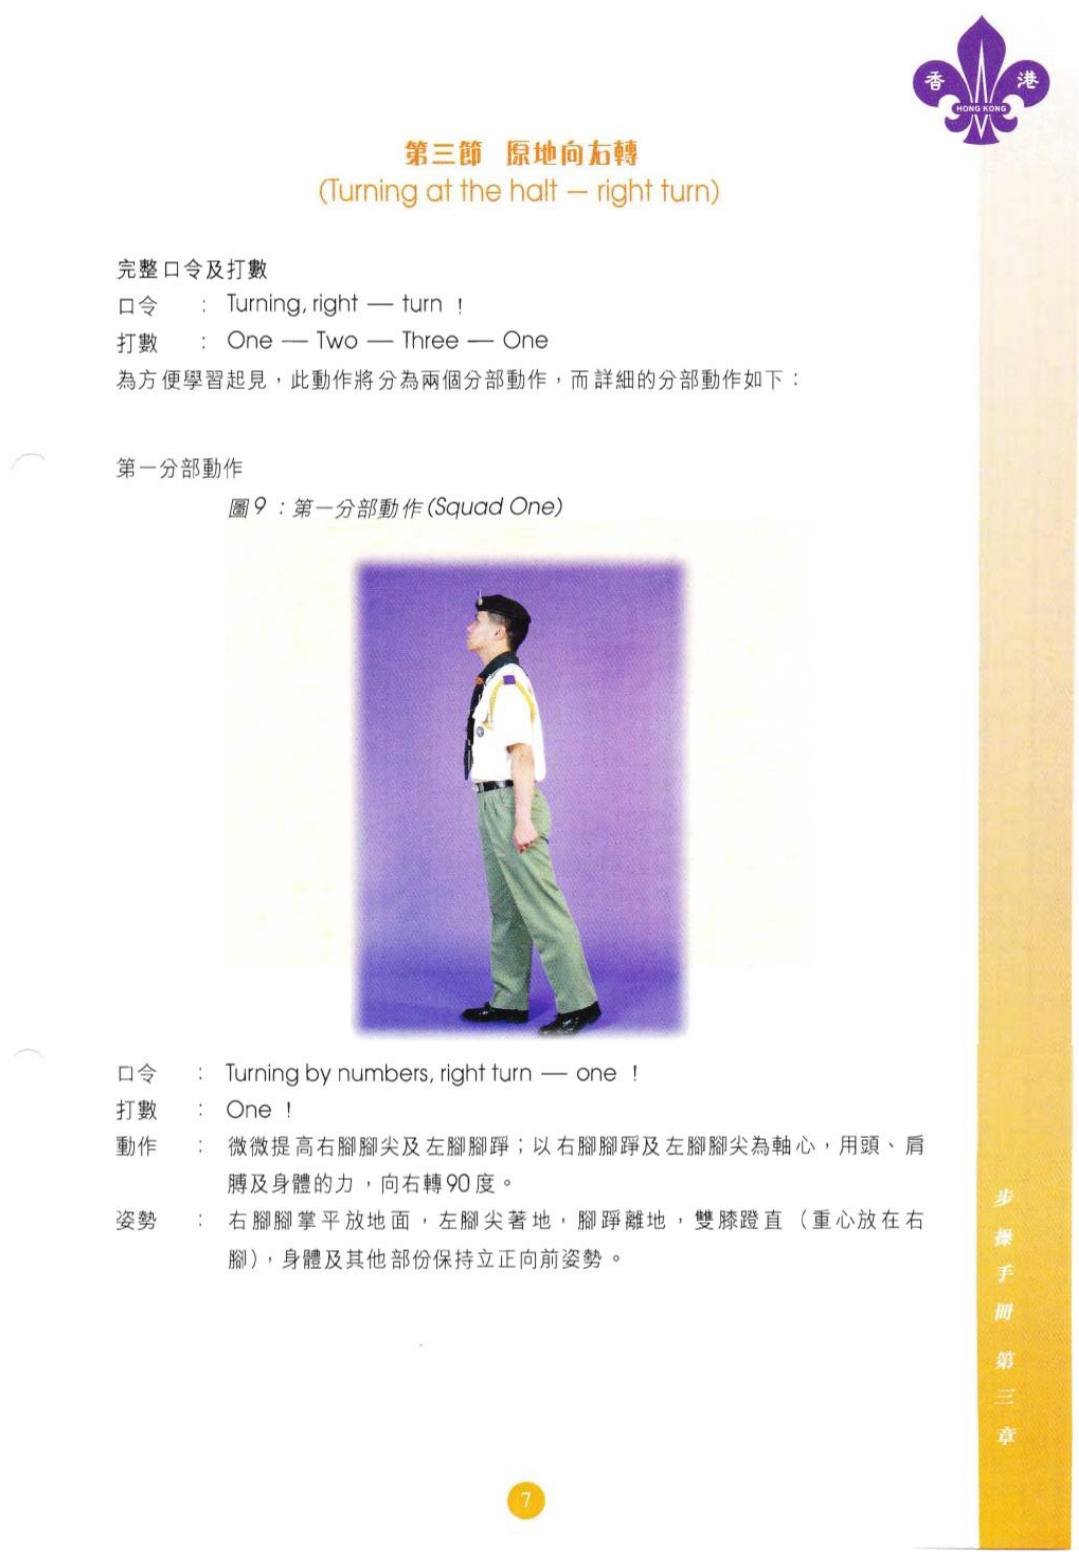 香 港
HONG KONG
第三節 原地向右轉
(Turning at the halt — right turn)
完整口令及打數
口令 : Turning, right — turn !
打數 : One — Two — Three — One
為方便學習起見，此動作將分為兩個分部動作，而詳細的分部動作如下：
第一分部動作
圖9 : 第一分部動作(Squad One)
口令 : Turning by numbers, right turn — one !
打數 : One !
動作 : 微微提高右腳腳尖及左腳腳踭；以右腳腳踭及左腳腳尖為軸心，用頭、肩
膊及身體的力，向右轉90度。
姿勢 : 右腳腳掌平放地面，左腳尖著地，腳踭離地，雙膝蹬直（重心放在右
腳），身體及其他部份保持立正向前姿勢。
步操手冊 第三章
7